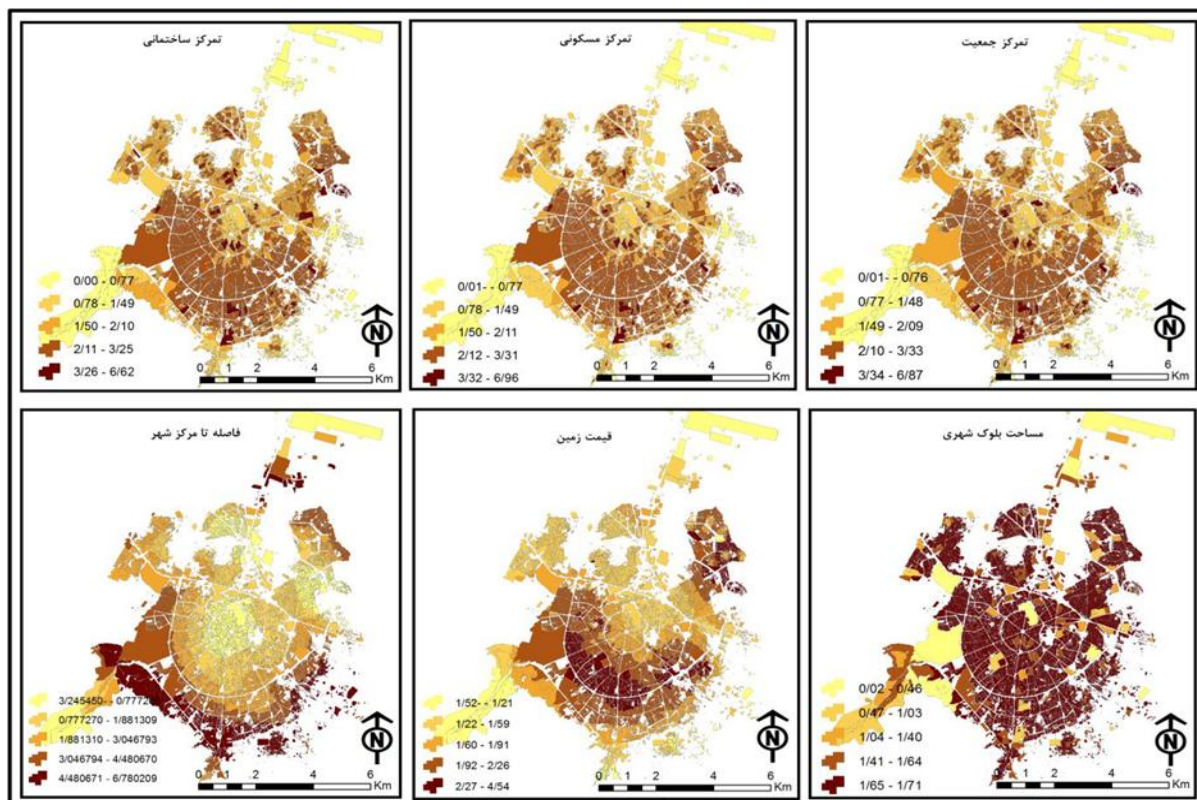 تمرکز ساختمانی
0/00 - 0/77
0/78 - 1/49
1/50 - 2/10
2/11 - 3/25
3/26 - 6/62
N
0 1 2 4 6
Km
تمرکز مسکونی
0/01- - 0/77
0/78 - 1/49
1/50 - 2/11
2/12 - 3/31
3/32 - 6/96
N
0 1 2 4 6
Km
تمرکز جمعیت
0/01- - 0/76
0/77 - 1/48
1/49 - 2/09
2/10 - 3/33
3/34 - 6/87
N
0 1 2 4 6
Km
فاصله تا مرکز شهر
3/245450- -
0/777270 - 1/881309
1/881310 - 3/046793
3/046794 - 4/480670
4/480671 - 6/780209
N
0 1 2 4 6
Km
قیمت زمین
1/52- - 1/21
1/22 - 1/59
1/60 - 1/91
1/92 - 2/26
2/27 - 4/54
N
0 1 2 4 6
Km
مساحت بلوک شهری
0/02 - 0/46
0/47 - 1/03
1/04 - 1/40
1/41 - 1/64
1/65 - 1/71
N
0 1 2 4 6
Km